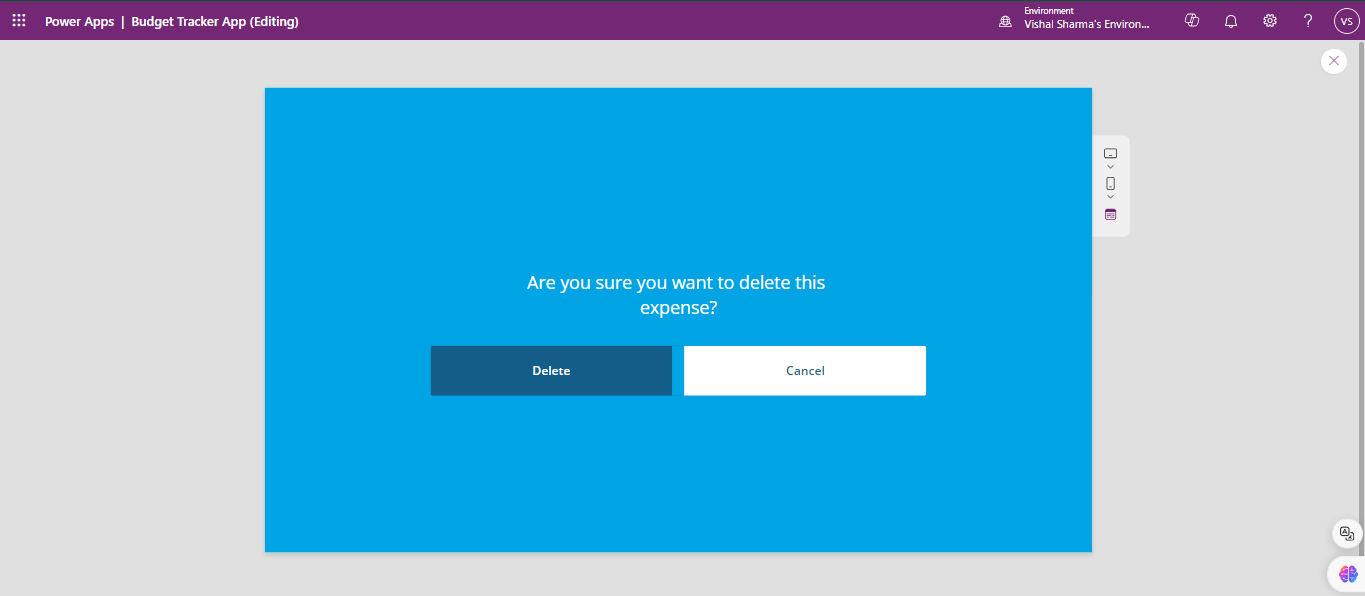 Power Apps | Budget Tracker App (Editing)
Environment
Vishal Sharma's Environ...
?
VS
Are you sure you want to delete this
expense?
Delete
Cancel